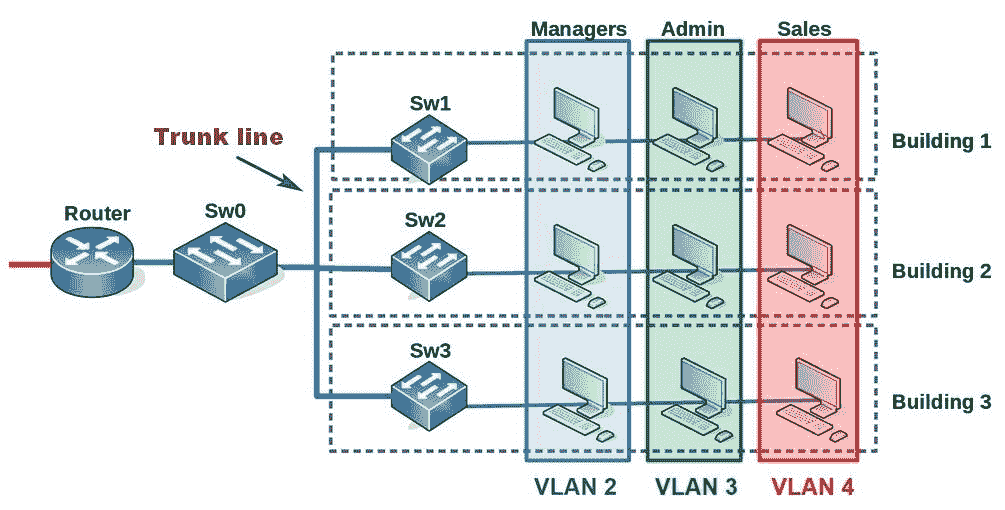 Managers
Admin
Sales
Sw1
Trunk line
Building 1
Router
Sw0
Sw2
Building 2
Sw3
Building 3
VLAN 2
VLAN 3
VLAN 4